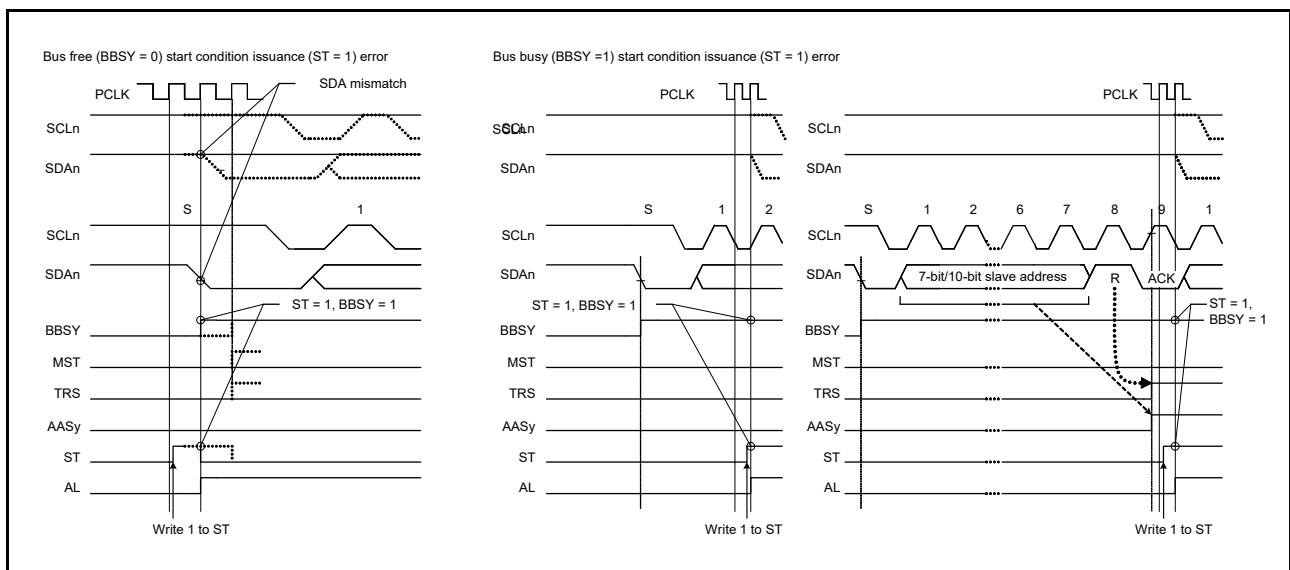 Bus free (BBSY = 0) start condition issuance (ST = 1) error
PCLK
SDA mismatch
SCLn
SDAn
S 1
SCLn
SDAn
ST = 1, BBSY = 1
BBSY
MST
TRS
AASy
ST
AL
Write 1 to ST
Bus busy (BBSY =1) start condition issuance (ST = 1) error
PCLK
SCLn
SCLn
SDAn
S 1 2
SCLn
SDAn
ST = 1, BBSY = 1
BBSY
MST
TRS
AASy
ST
AL
Write 1 to ST
PCLK
SCLn
SDAn
S 1 2 6 7 8 9 1
SCLn
SDAn
7-bit/10-bit slave address R ACK
ST = 1,
BBSY = 1
BBSY
MST
TRS
AASy
ST
AL
Write 1 to ST